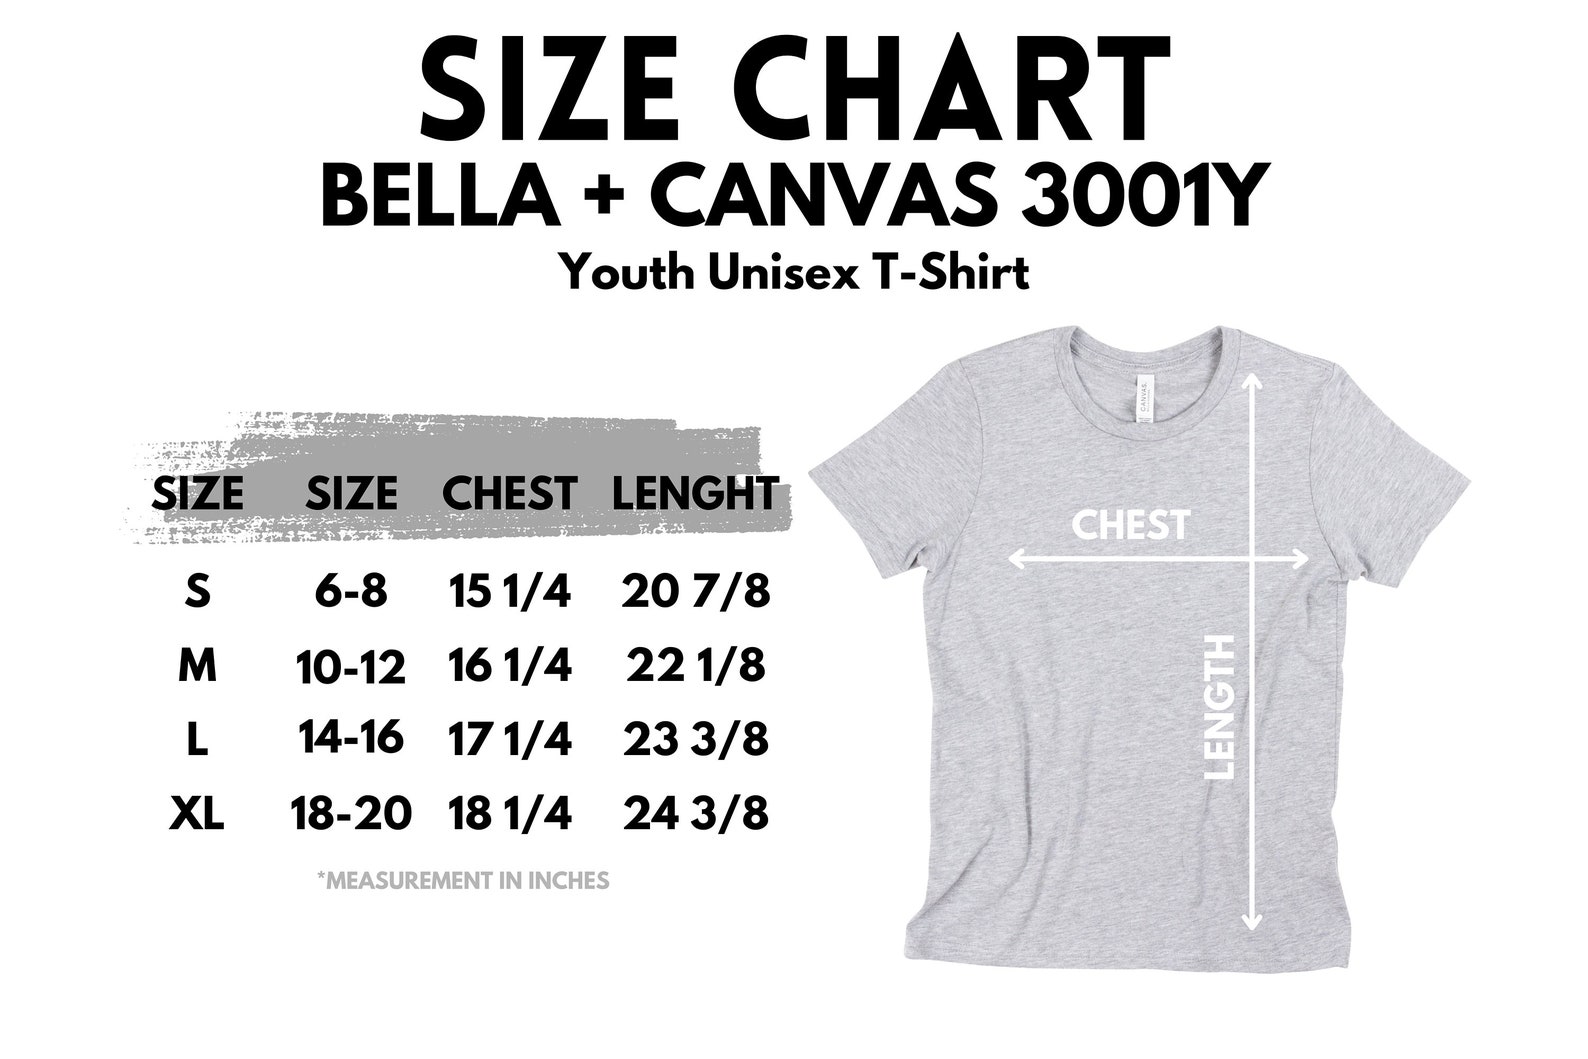 SIZE CHART
BELLA + CANVAS 3001Y
Youth Unisex T-Shirt
SIZE SIZE CHEST LENGHT
S 6-8 15 1/4 20 7/8
M 10-12 16 1/4 22 1/8
L 14-16 17 1/4 23 3/8
XL 18-20 18 1/4 24 3/8
*MEASUREMENT IN INCHES
CANVAS
CHEST
LENGTH